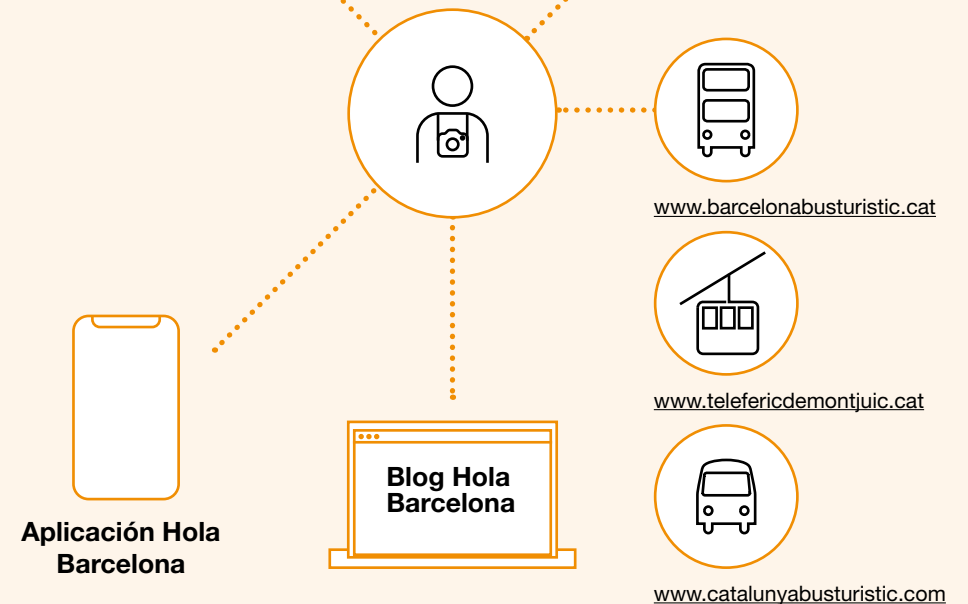 www.barcelonabusturistic.cat
www.telefericdemontjuic.cat
Blog Hola
Barcelona
Aplicación Hola
Barcelona
www.catalunyabusturistic.com